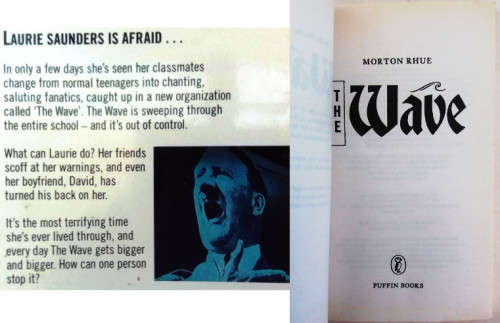 LAURIE SAUNDERS IS AFRAID . . .
In only a few days she's seen her classmates
change from normal teenagers into chanting,
saluting fanatics, caught up in a new organization
called 'The Wave'. The Wave is sweeping through
the entire school – and it's out of control.
What can Laurie do? Her friends
scoff at her warnings, and even
her boyfriend, David, has
turned his back on her.
It's the most terrifying time
she's ever lived through, and
every day The Wave gets bigger
and bigger. How can one person
stop it?
MORTON RHUE
THE
Wave
PUFFIN BOOKS